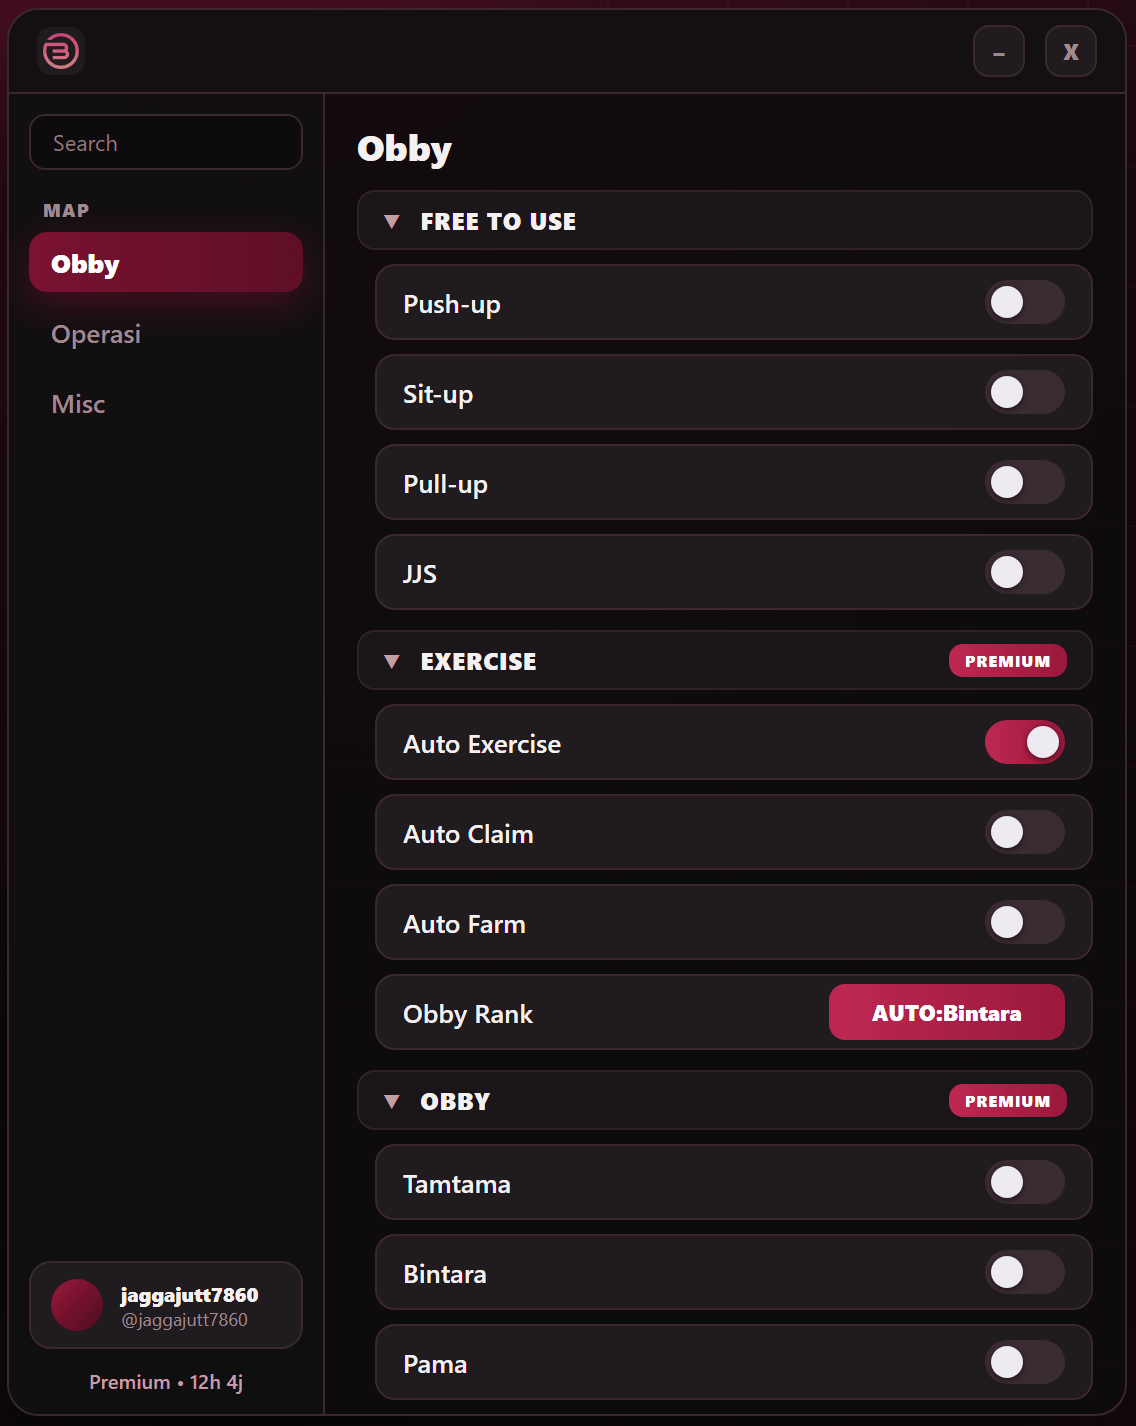 – X
Search
MAP
Obby
Operasi
Misc
jaggajutt7860
@jaggajutt7860
Premium • 12h 4j
Obby
▼ FREE TO USE
Push-up
Sit-up
Pull-up
JJS
▼ EXERCISE PREMIUM
Auto Exercise
Auto Claim
Auto Farm
Obby Rank AUTO:Bintara
▼ OBBY PREMIUM
Tamtama
Bintara
Pama